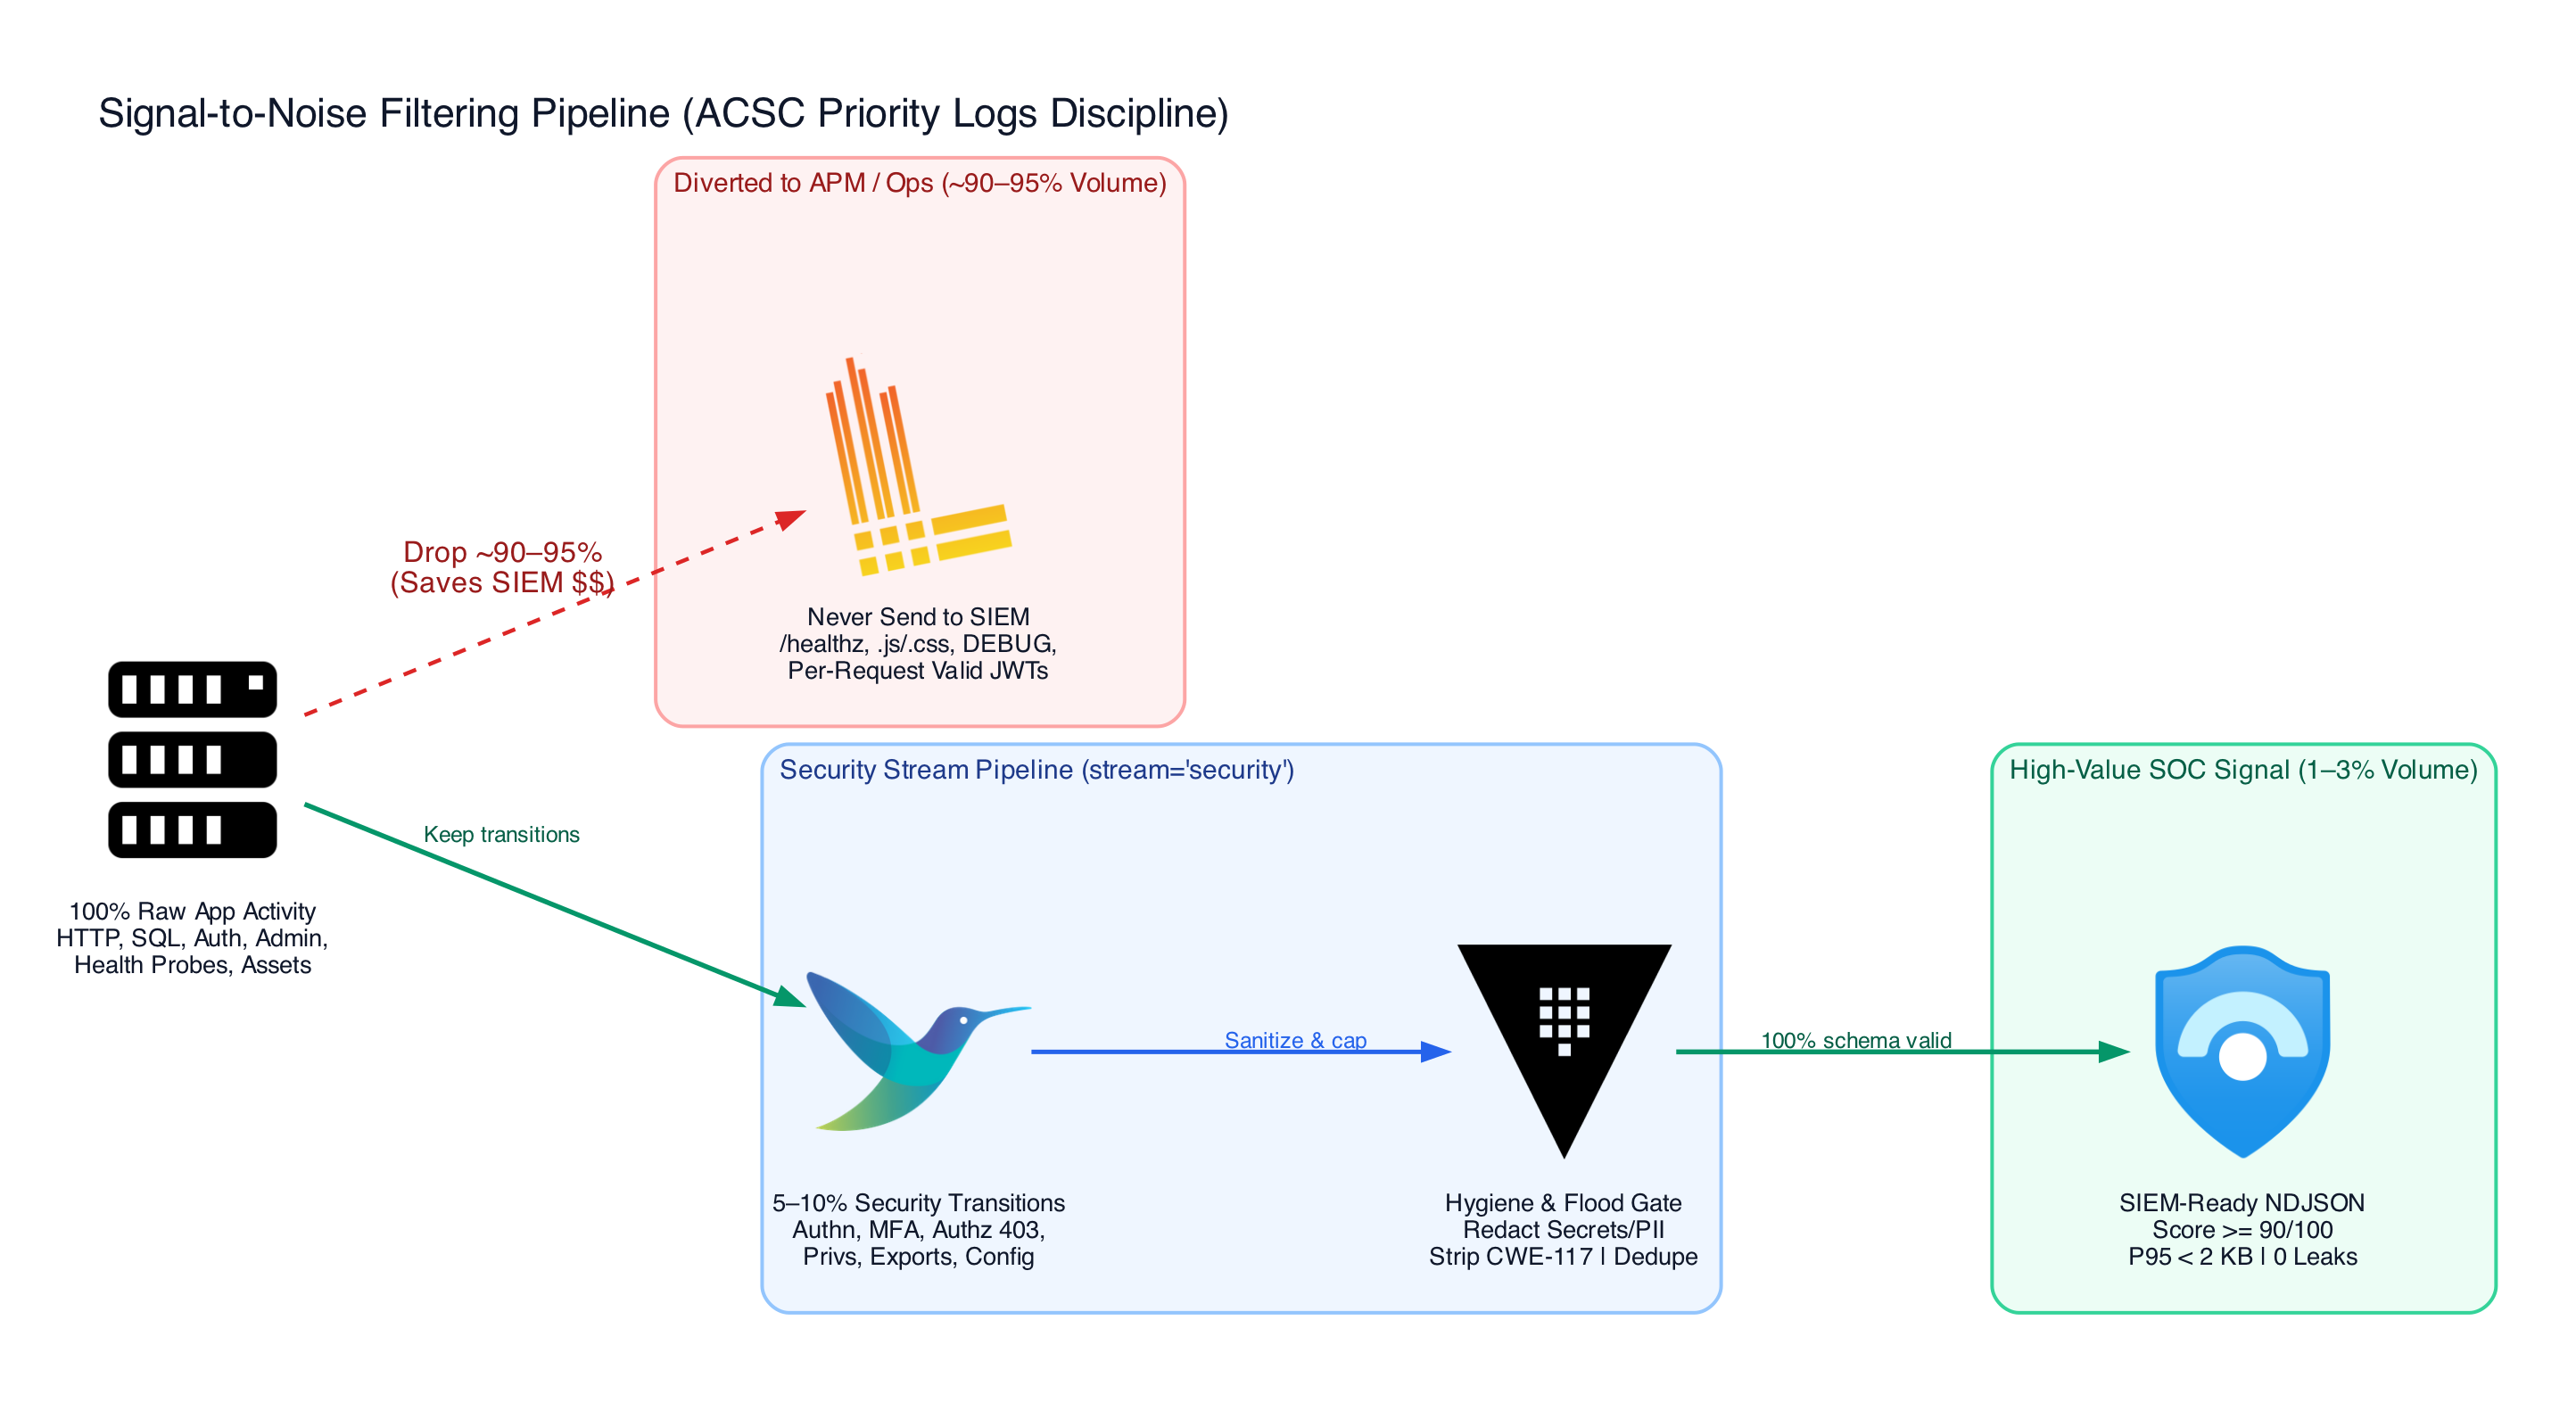 Signal-to-Noise Filtering Pipeline (ACSC Priority Logs Discipline)
Diverted to APM / Ops (~90–95% Volume)
Drop ~90–95%
(Saves SIEM $$)
Never Send to SIEM
/healthz, .js/.css, DEBUG,
Per-Request Valid JWTs
100% Raw App Activity
HTTP, SQL, Auth, Admin,
Health Probes, Assets
Keep transitions
Security Stream Pipeline (stream='security')
5–10% Security Transitions
Authn, MFA, Authz 403,
Privs, Exports, Config
Sanitize & cap
Hygiene & Flood Gate
Redact Secrets/PII
Strip CWE-117 | Dedupe
100% schema valid
High-Value SOC Signal (1–3% Volume)
SIEM-Ready NDJSON
Score >= 90/100
P95 < 2 KB | 0 Leaks